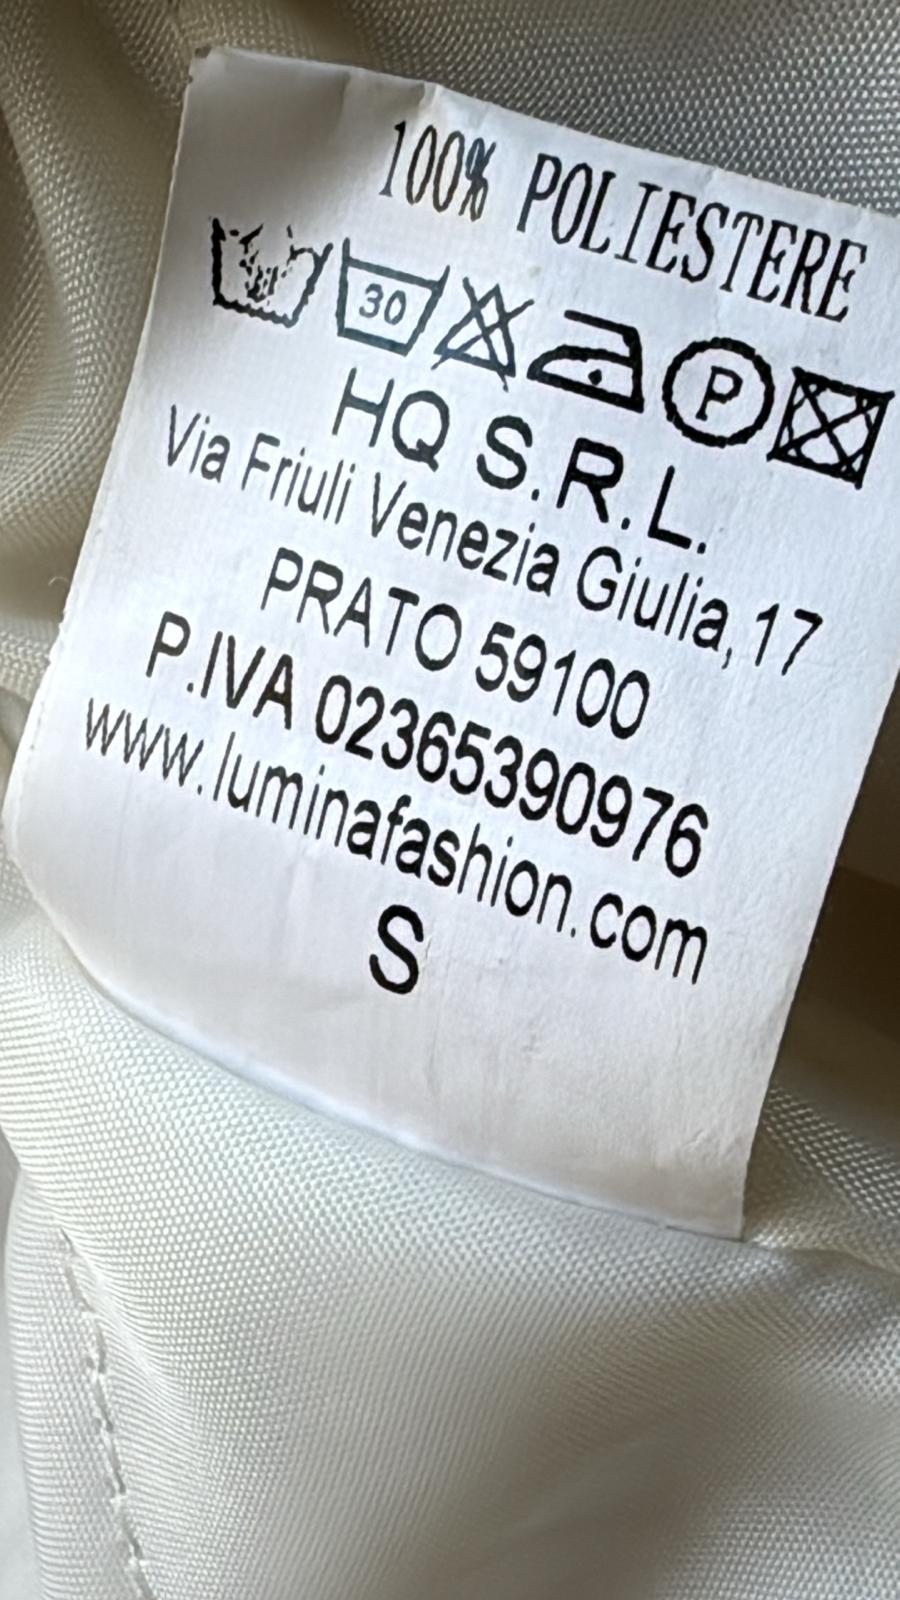 100% POLIESTERE
30 P
HQ S.R.L.
Via Friuli Venezia Giulia,17
PRATO 59100
P.IVA 02365390976
www.luminafashion.com
S